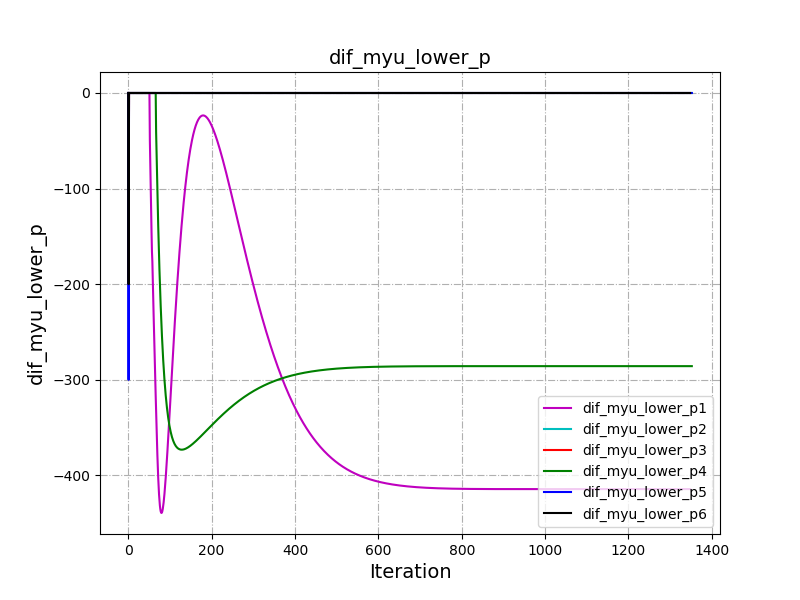 dif_myu_lower_p
dif_myu_lower_p
0
−100
−200
−300
−400
0
200
400
600
800
1000
1200
1400
Iteration
dif_myu_lower_p1
dif_myu_lower_p2
dif_myu_lower_p3
dif_myu_lower_p4
dif_myu_lower_p5
dif_myu_lower_p6